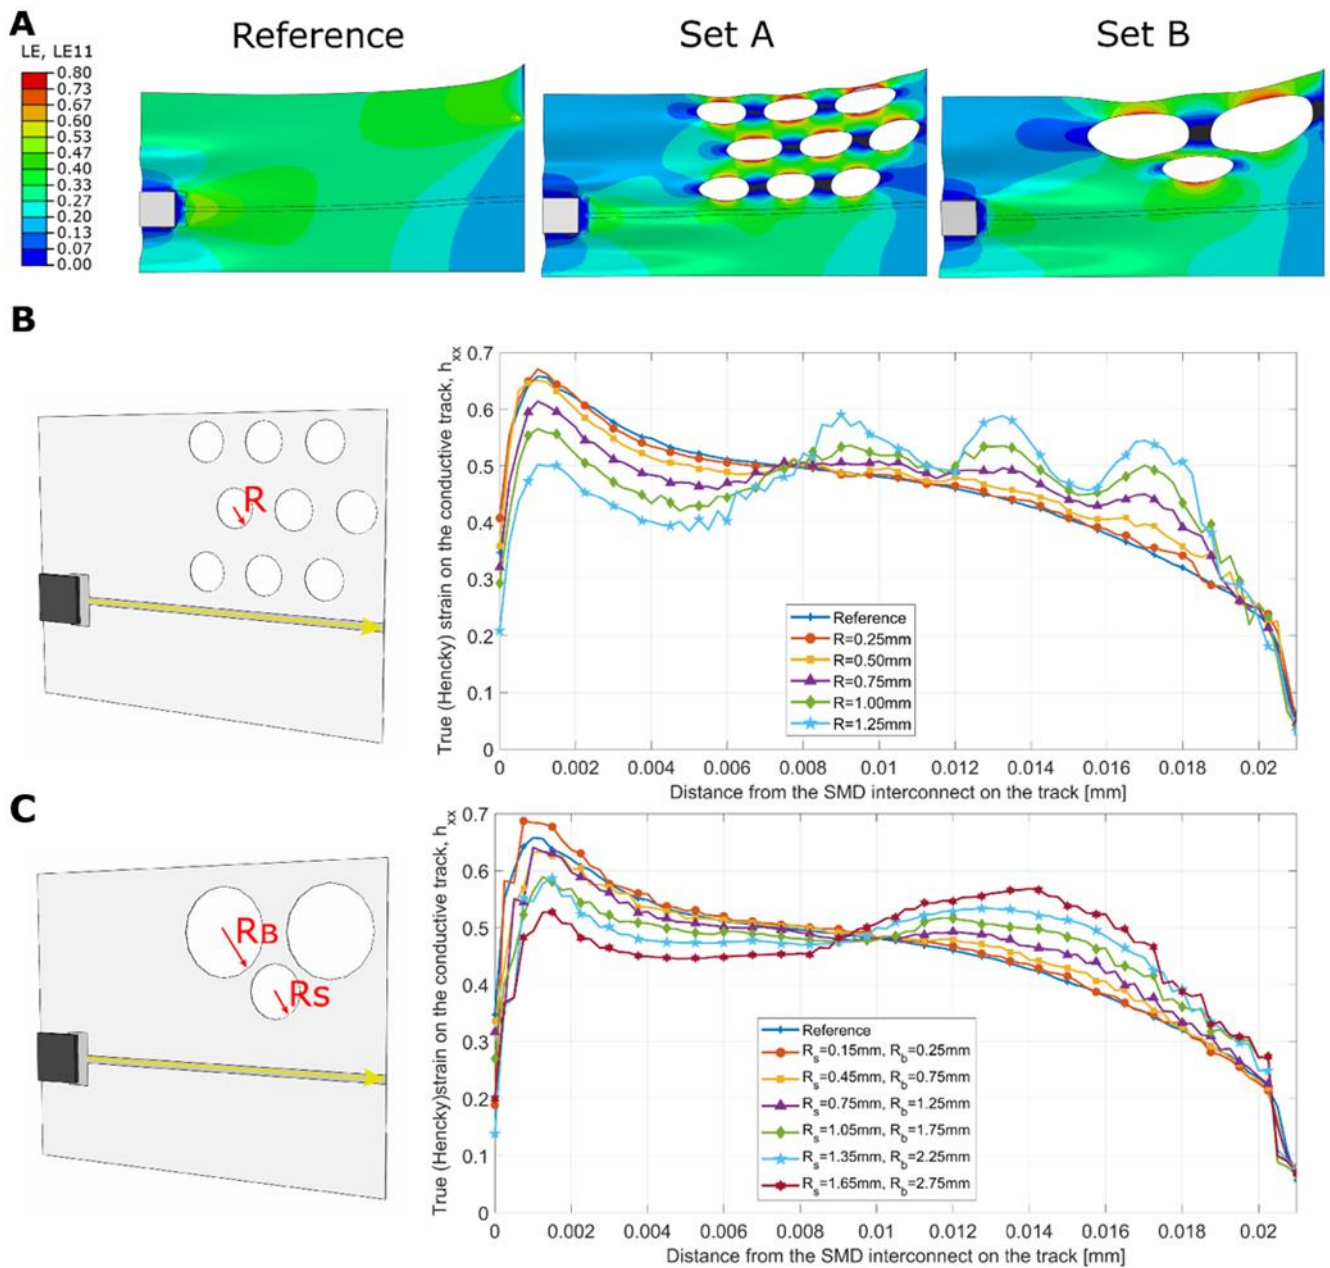 A
Reference
Set A
Set B
LE, LE11
0.80
0.73
0.67
0.60
0.53
0.47
0.40
0.33
0.27
0.20
0.13
0.07
0.00
B
R
True (Hencky) strain on the conductive track, hxx
0.7
0.6
0.5
0.4
0.3
0.2
0.1
0
Reference
R=0.25mm
R=0.50mm
R=0.75mm
R=1.00mm
R=1.25mm
0 0.002 0.004 0.006 0.008 0.01 0.012 0.014 0.016 0.018 0.02
Distance from the SMD interconnect on the track [mm]
C
RB
Rs
True (Hencky)strain on the conductive track, hxx
0.7
0.6
0.5
0.4
0.3
0.2
0.1
0
Reference
Rs=0.15mm, Rb=0.25mm
Rs=0.45mm, Rb=0.75mm
Rs=0.75mm, Rb=1.25mm
Rs=1.05mm, Rb=1.75mm
Rs=1.35mm, Rb=2.25mm
Rs=1.65mm, Rb=2.75mm
0 0.002 0.004 0.006 0.008 0.01 0.012 0.014 0.016 0.018 0.02
Distance from the SMD interconnect on the track [mm]